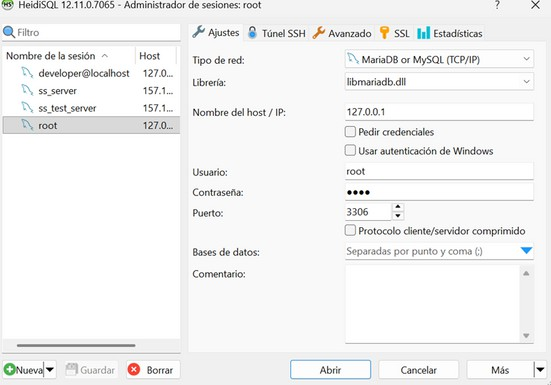 HeidiSQL 12.11.0.7065 - Administrador de sesiones: root
Filtro
Nombre de la sesión Host
developer@localhost 127.0...
ss_server 157.1...
ss_test_server 157.1...
root 127.0...
Nueva Guardar Borrar
Ajustes Túnel SSH Avanzado SSL Estadísticas
Tipo de red: MariaDB or MySQL (TCP/IP)
Librería: libmariadb.dll
Nombre del host / IP: 127.0.0.1
Pedir credenciales
Usar autenticación de Windows
Usuario: root
Contraseña: ●●●●
Puerto: 3306
Protocolo cliente/servidor comprimido
Bases de datos: Separadas por punto y coma (;)
Comentario:
Abrir Cancelar Más